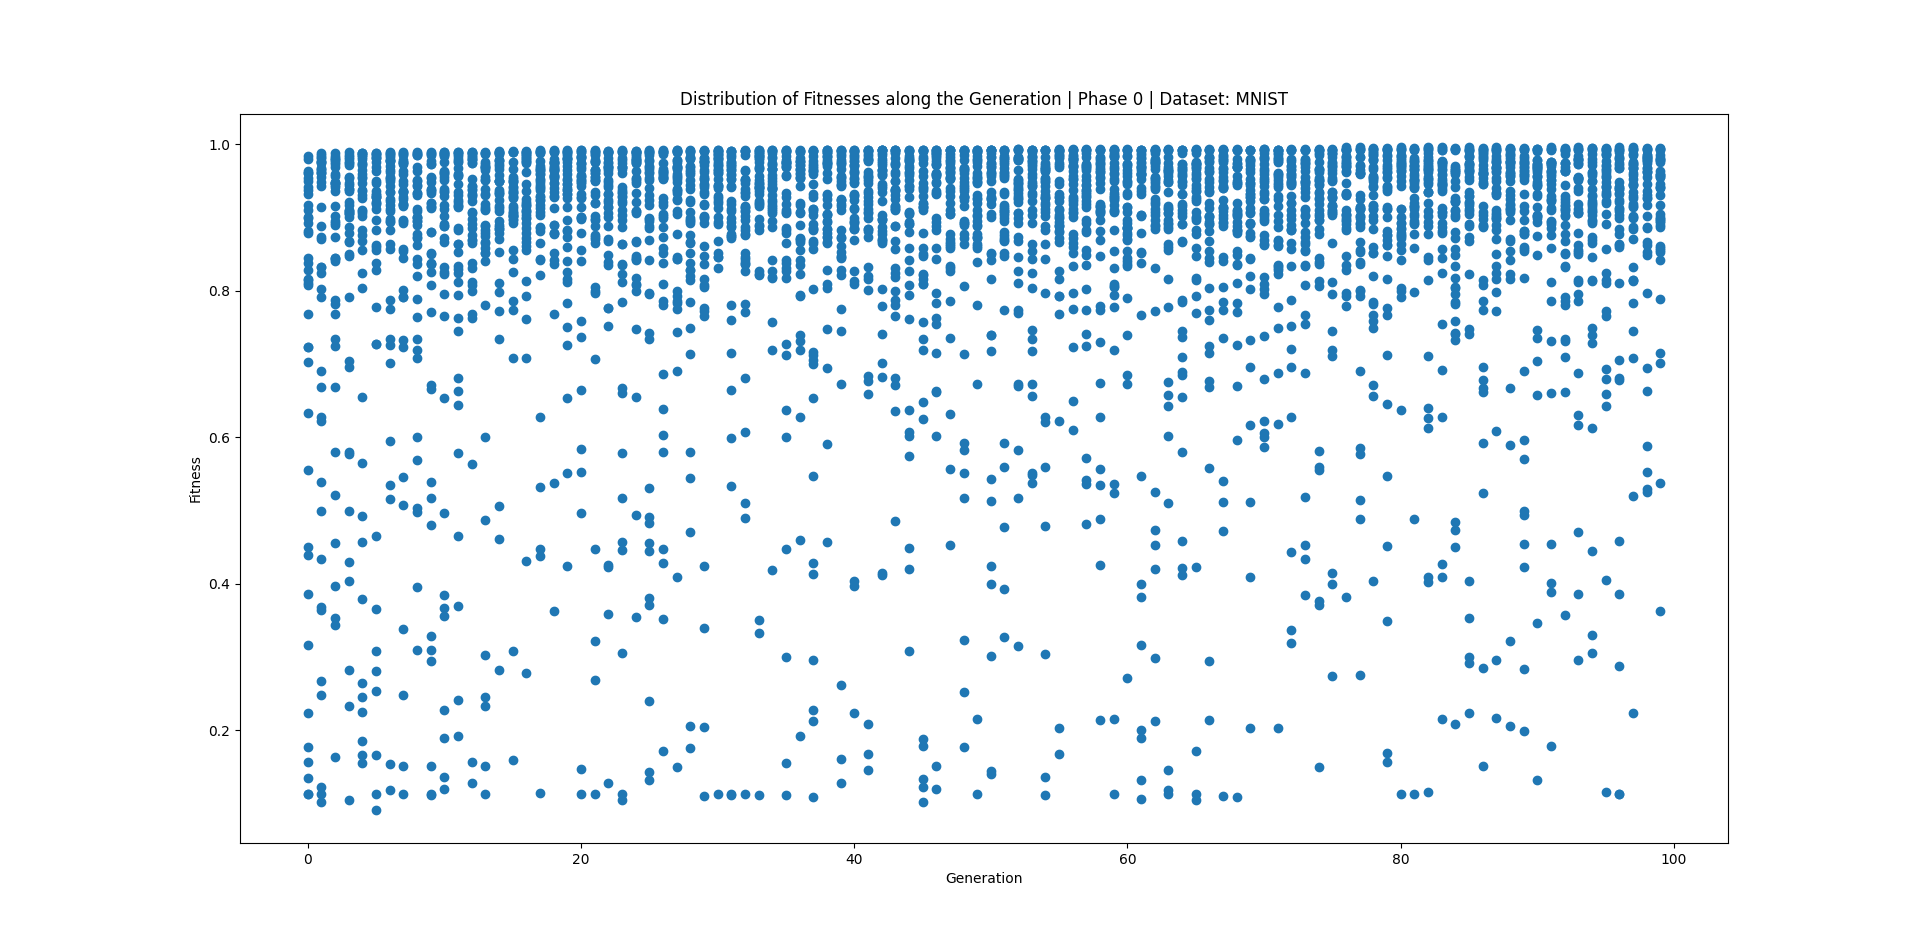 Distribution of Fitnesses along the Generation | Phase 0 | Dataset: MNIST
1.0
0.8
0.6
0.4
0.2
Fitness
0 20 40 60 80 100
Generation